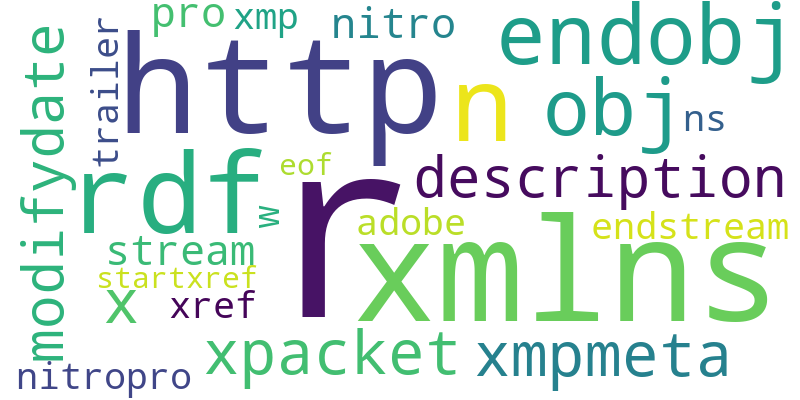 pro
xmp
nitro
endobj
modifydate
trailer
http
n
obj
ns
rdf
eof
r
description
w
adobe
endstream
stream
xmlns
startxref
x
xref
xpacket
xmpmeta
nitropro